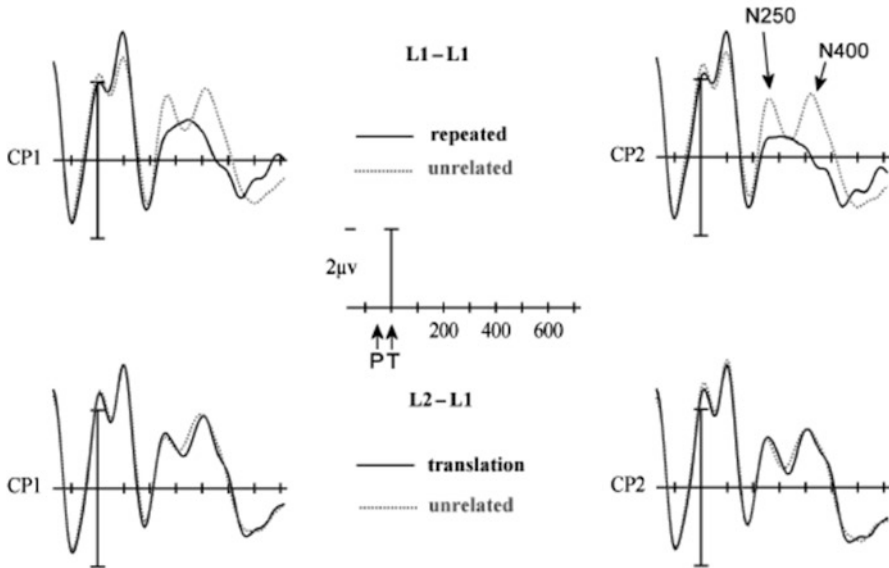 N250
N400
L1–L1
CP1
repeated
unrelated
CP2
2μv
200 400 600
P T
L2–L1
CP1
translation
unrelated
CP2